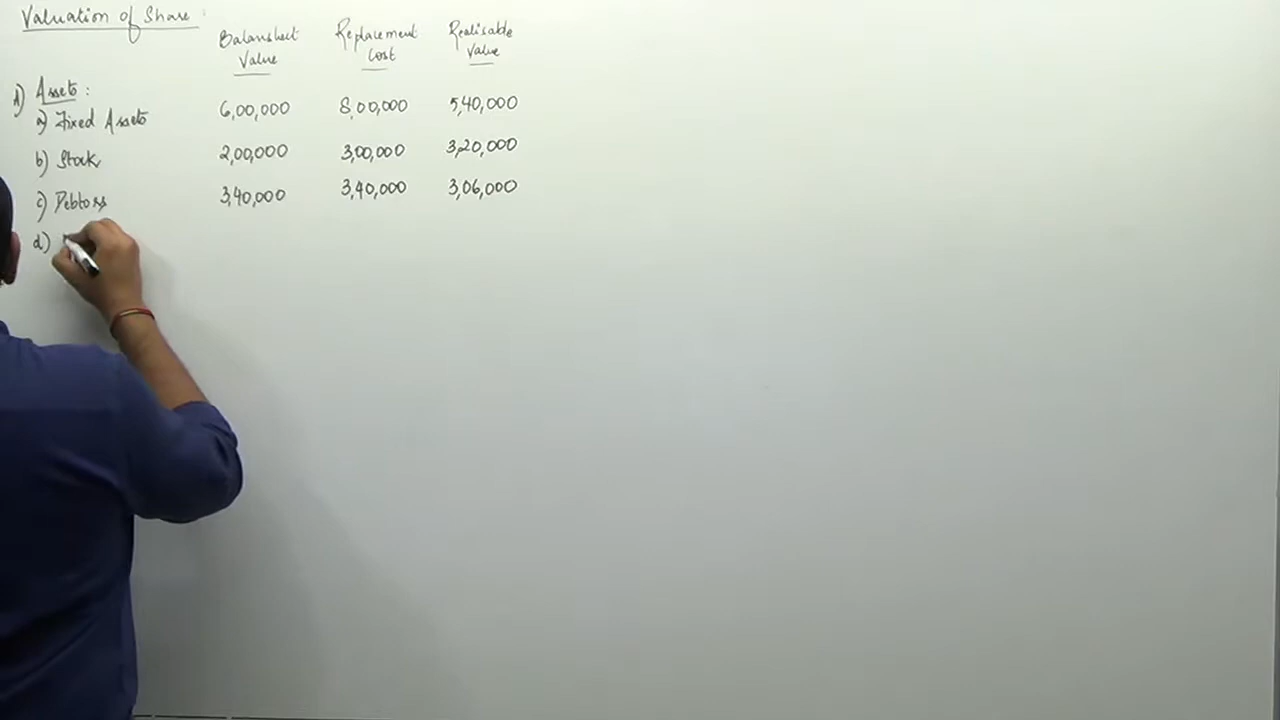 Valuation of Share :
Balansheet Value Replacement Cost Realisable Value
A) Assets :
a) Fixed Assets 6,00,000 8,00,000 5,40,000
b) Stock 2,00,000 3,00,000 3,20,000
c) Debtors 3,40,000 3,40,000 3,06,000
d)